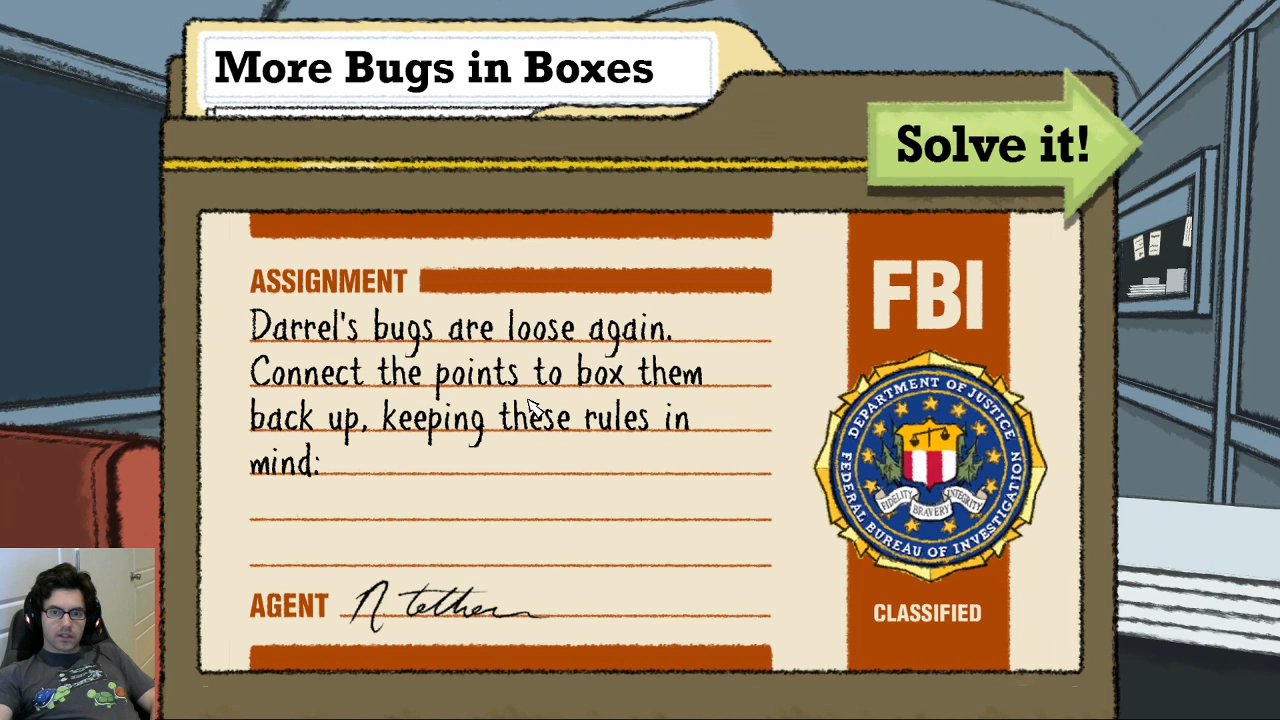 More Bugs in Boxes
Solve it!
ASSIGNMENT
Darrel's bugs are loose again.
Connect the points to box them
back up, keeping these rules in
mind:
AGENT N Tethers
FBI
DEPARTMENT OF JUSTICE
FIDELITY BRAVERY INTEGRITY
FEDERAL BUREAU OF INVESTIGATION
CLASSIFIED